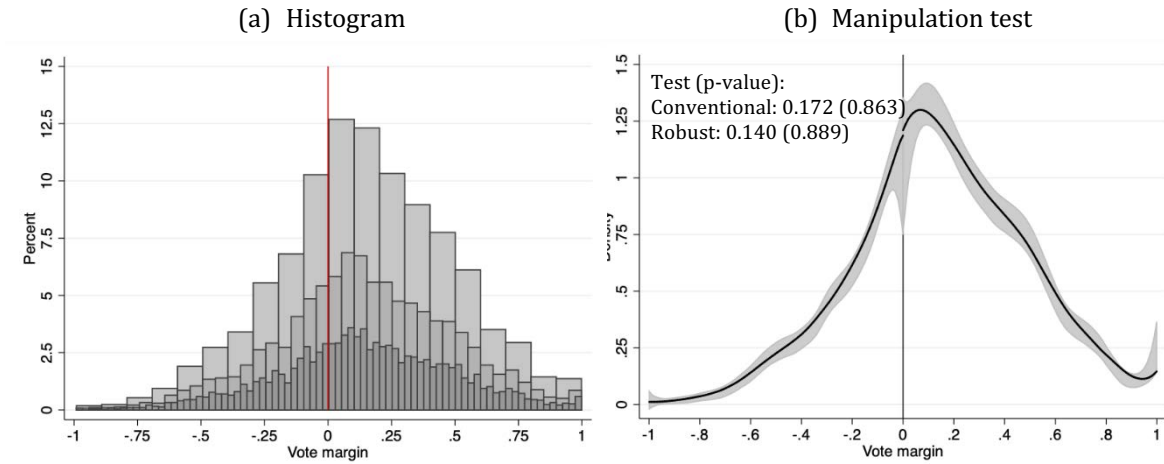 (a) Histogram
15
12.5
10
7.5
5
2.5
0
Percent
-1 -.75 -.5 -.25 0 .25 .5 .75 1
Vote margin
(b) Manipulation test
Test (p-value):
Conventional: 0.172 (0.863)
Robust: 0.140 (0.889)
1.5
1.25
1
.75
.5
.25
0
-1 -.8 -.6 -.4 -.2 0 .2 .4 .6 .8 1
Vote margin